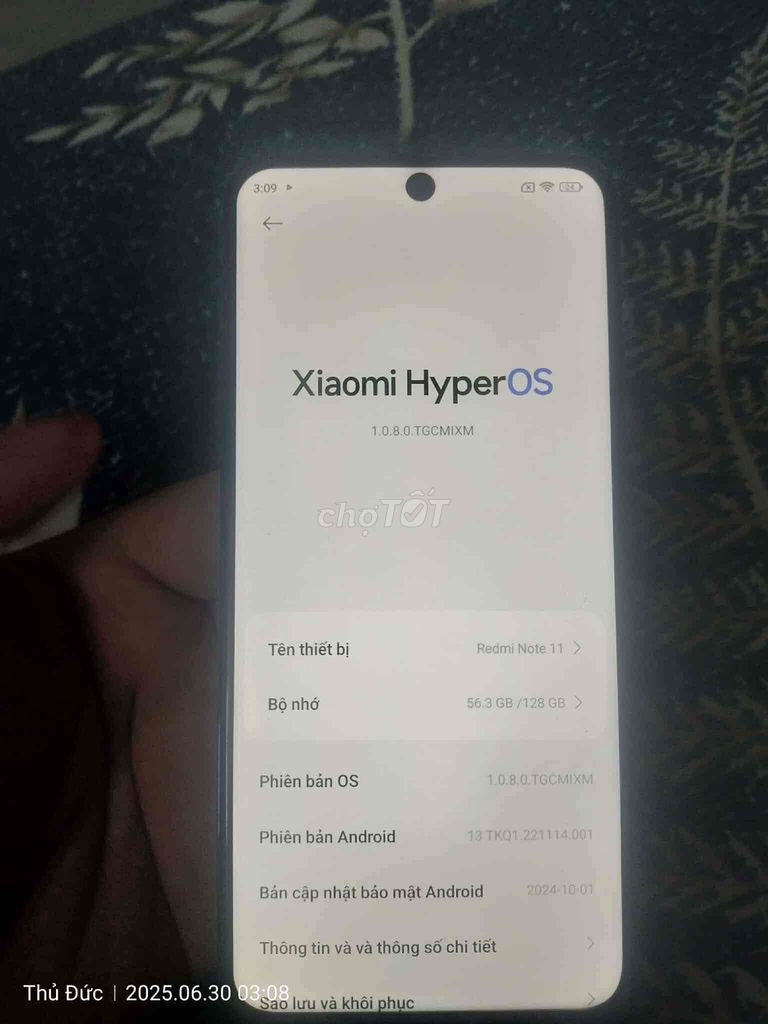 3:09
24
Xiaomi HyperOS
1.0.8.0.TGCMIXM
chợTỐT
Tên thiết bị Redmi Note 11
Bộ nhớ 56.3 GB /128 GB
Phiên bản OS 1.0.8.0.TGCMIXM
Phiên bản Android 13 TKQ1.221114.001
Bản cập nhật bảo mật Android 2024-10-01
Thông tin và và thông số chi tiết
Thủ Đức | 2025.06.30 03:08
Sao lưu và khôi phục